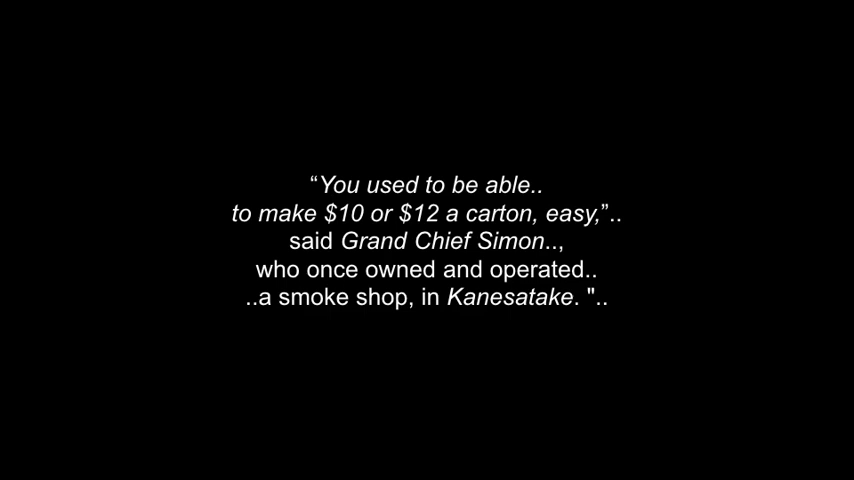 “You used to be able..
to make $10 or $12 a carton, easy,”..
said Grand Chief Simon..,
who once owned and operated..
..a smoke shop, in Kanesatake. "..